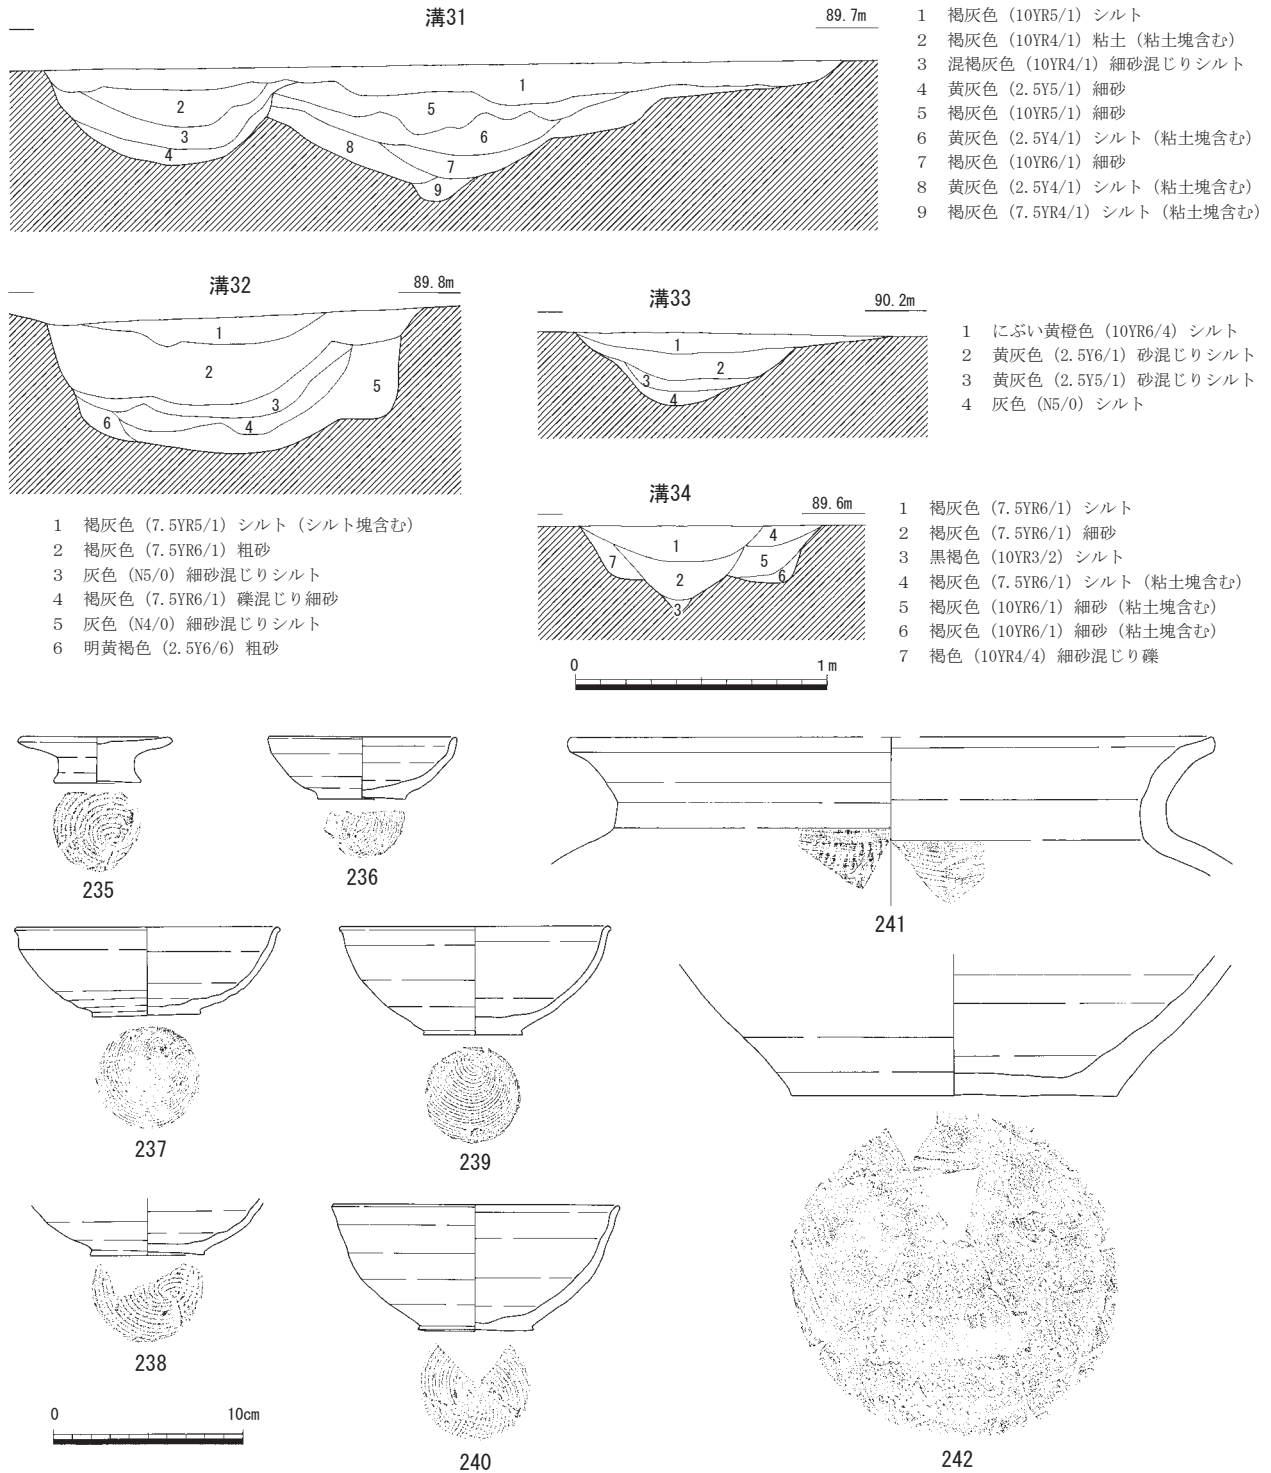 溝31
89.7m
1 褐灰色（10YR5/1）シルト
2 褐灰色（10YR4/1）粘土（粘土塊含む）
3 混褐灰色（10YR4/1）細砂混じりシルト
4 黄灰色（2.5Y5/1）細砂
5 褐灰色（10YR5/1）細砂
6 黄灰色（2.5Y4/1）シルト（粘土塊含む）
7 褐灰色（10YR6/1）細砂
8 黄灰色（2.5Y4/1）シルト（粘土塊含む）
9 褐灰色（7.5YR4/1）シルト（粘土塊含む）
1
2
3
4
5
6
7
8
9
溝32
89.8m
1
2
3
4
5
6
1 褐灰色（7.5YR5/1）シルト（シルト塊含む）
2 褐灰色（7.5YR6/1）粗砂
3 灰色（N5/0）細砂混じりシルト
4 褐灰色（7.5YR6/1）礫混じり細砂
5 灰色（N4/0）細砂混じりシルト
6 明黄褐色（2.5Y6/6）粗砂
溝33
90.2m
1
2
3
4
1 にぶい黄橙色（10YR6/4）シルト
2 黄灰色（2.5Y6/1）砂混じりシルト
3 黄灰色（2.5Y5/1）砂混じりシルト
4 灰色（N5/0）シルト
溝34
89.6m
1
2
3
4
5
6
7
1 褐灰色（7.5YR6/1）シルト
2 褐灰色（7.5YR6/1）細砂
3 黒褐色（10YR3/2）シルト
4 褐灰色（7.5YR6/1）シルト（粘土塊含む）
5 褐灰色（10YR6/1）細砂（粘土塊含む）
6 褐灰色（10YR6/1）細砂（粘土塊含む）
7 褐色（10YR4/4）細砂混じり礫
0 1m
235
236
241
237
239
238
240
242
0 10cm